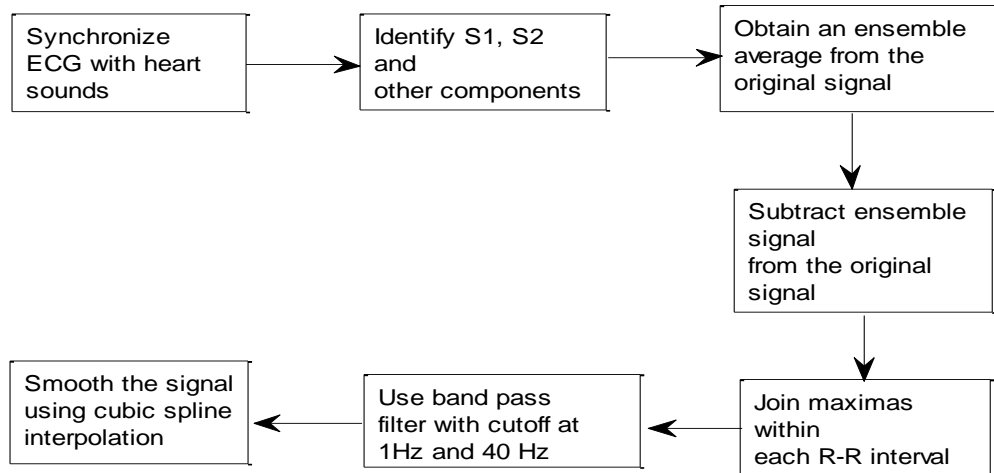 Synchronize
ECG with heart
sounds
Identify S1, S2
and
other components
Obtain an ensemble
average from the
original signal
Subtract ensemble
signal
from the original
signal
Join maximas
within
each R-R interval
Use band pass
filter with cutoff at
1Hz and 40 Hz
Smooth the signal
using cubic spline
interpolation